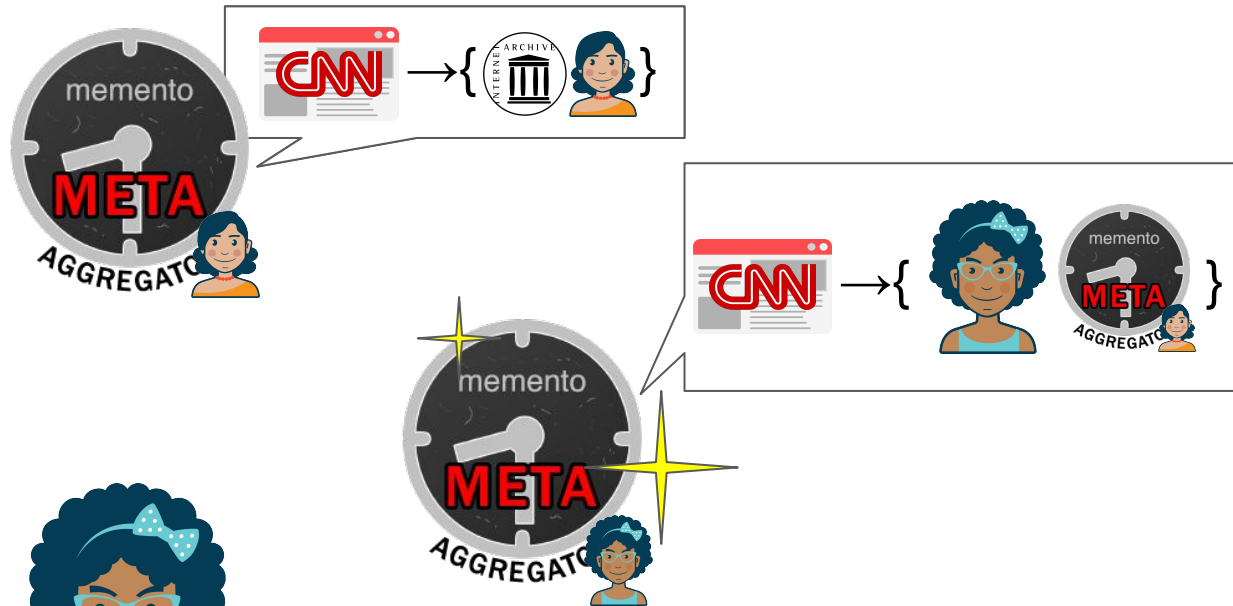 memento
META
AGGREGATO
CNN
→{
INTERNET
ARCHIVE
}
CNN
→{
memento
META
AGGREGATO
}
memento
META
AGGREGATO